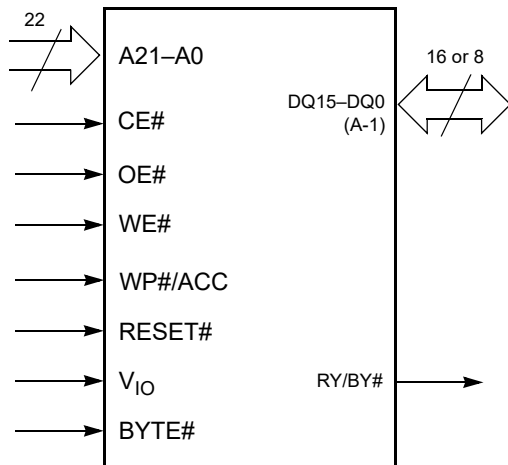 22
A21–A0
16 or 8
DQ15–DQ0
(A-1)
CE#
OE#
WE#
WP#/ACC
RESET#
VIO
RY/BY#
BYTE#